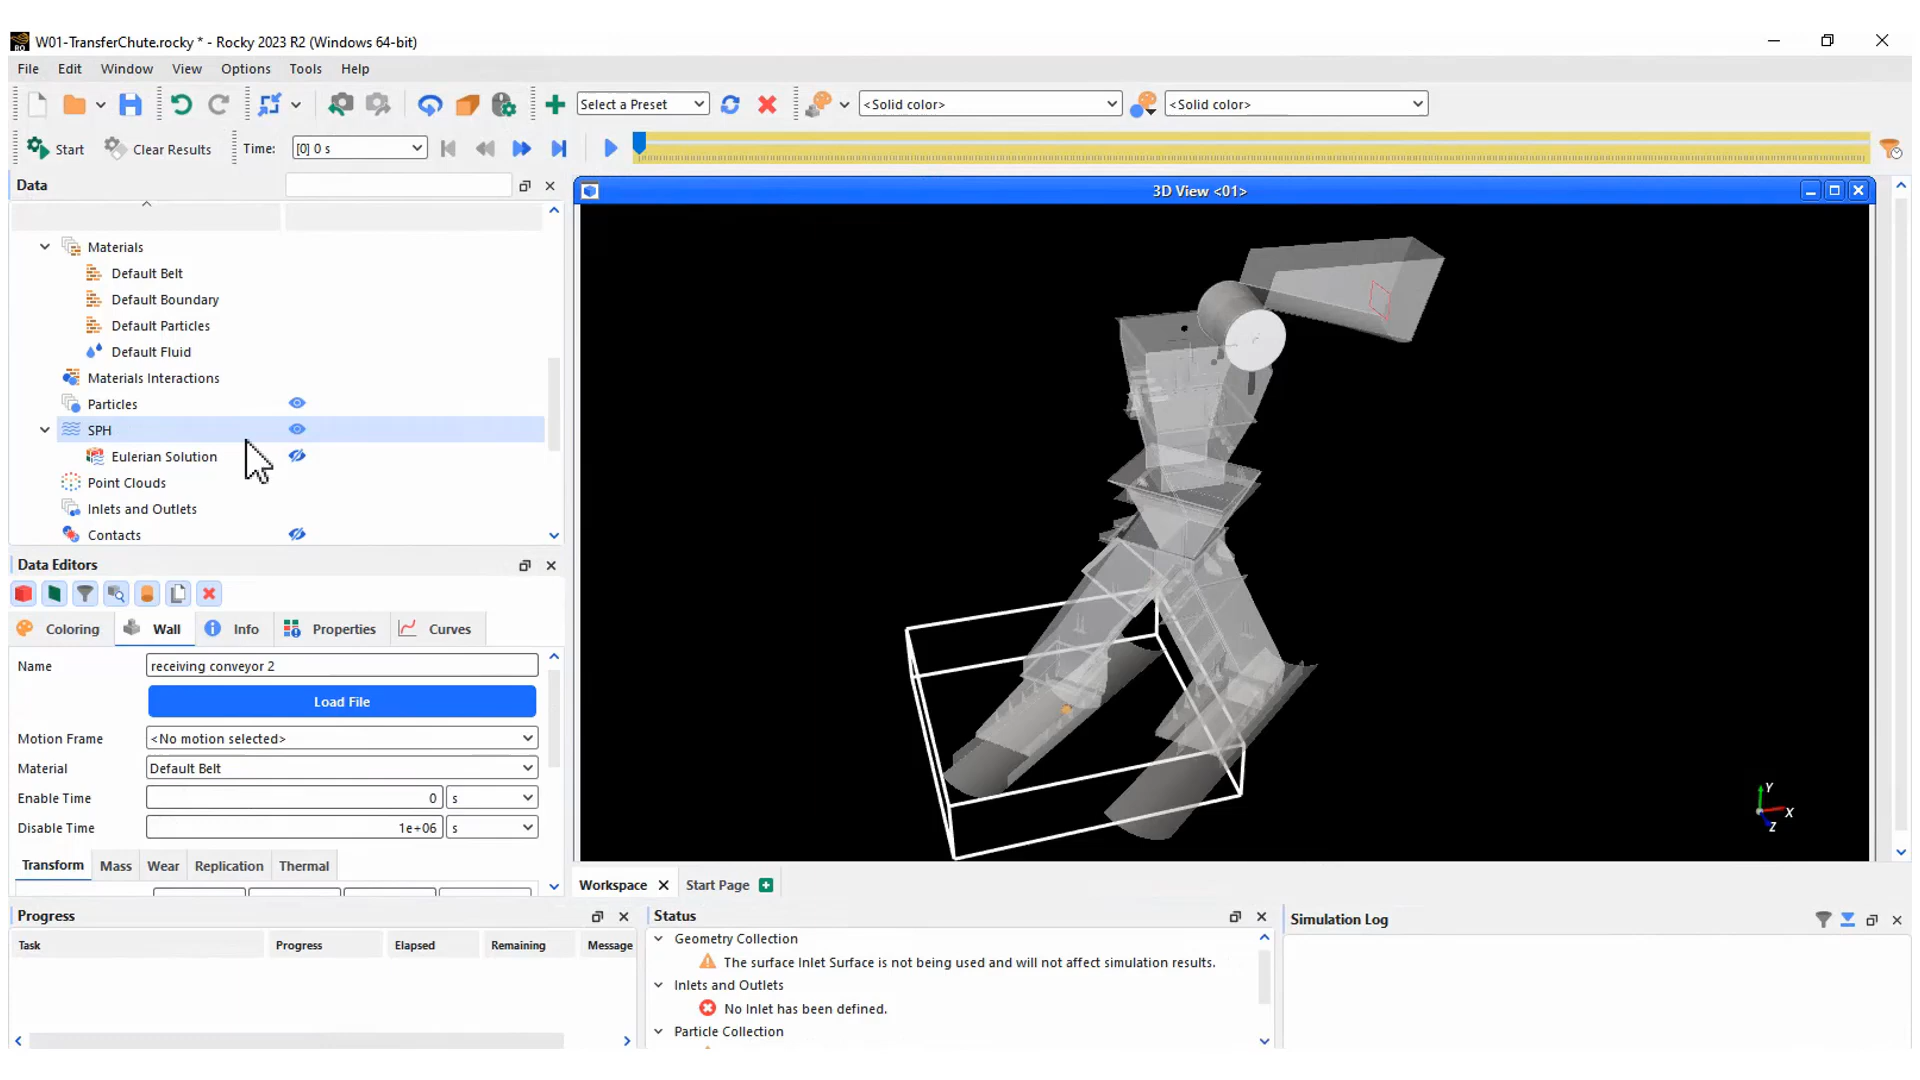 W01-TransferChute.rocky * - Rocky 2023 R2 (Windows 64-bit)
File Edit Window View Options Tools Help
Select a Preset <Solid color> <Solid color>
Start Clear Results Time: [0] 0 s
Data
3D View <01>
Materials
Default Belt
Default Boundary
Default Particles
Default Fluid
Materials Interactions
Particles
SPH
Eulerian Solution
Point Clouds
Inlets and Outlets
Contacts
Data Editors
Coloring Wall Info Properties Curves
Name receiving conveyor 2
Load File
Motion Frame <No motion selected>
Material Default Belt
Enable Time 0 s
Disable Time 1e+06 s
Transform Mass Wear Replication Thermal
Y
X
Z
Workspace Start Page
Progress
Task Progress Elapsed Remaining Message
Status
Geometry Collection
The surface Inlet Surface is not being used and will not affect simulation results.
Inlets and Outlets
No Inlet has been defined.
Particle Collection
Simulation Log